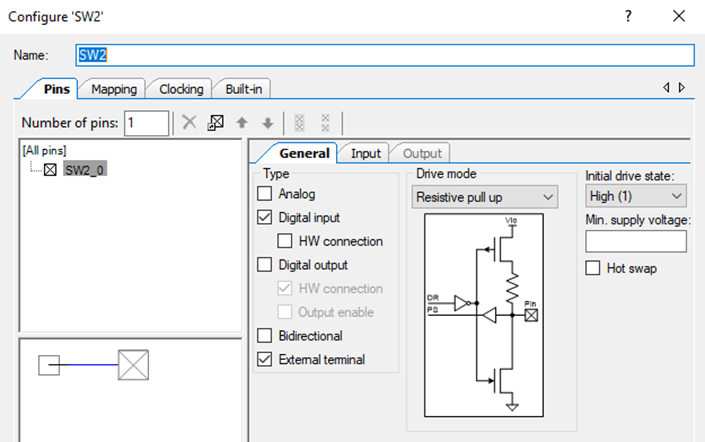 Configure 'SW2'
?
Name:
SW2
Pins
Mapping
Clocking
Built-in
Number of pins:
1
[All pins]
SW2_0
General
Input
Output
Type
Analog
Digital input
HW connection
Digital output
HW connection
Output enable
Bidirectional
External terminal
Drive mode
Resistive pull up
Vio
DR
PS
Pin
Initial drive state:
High (1)
Min. supply voltage:
Hot swap